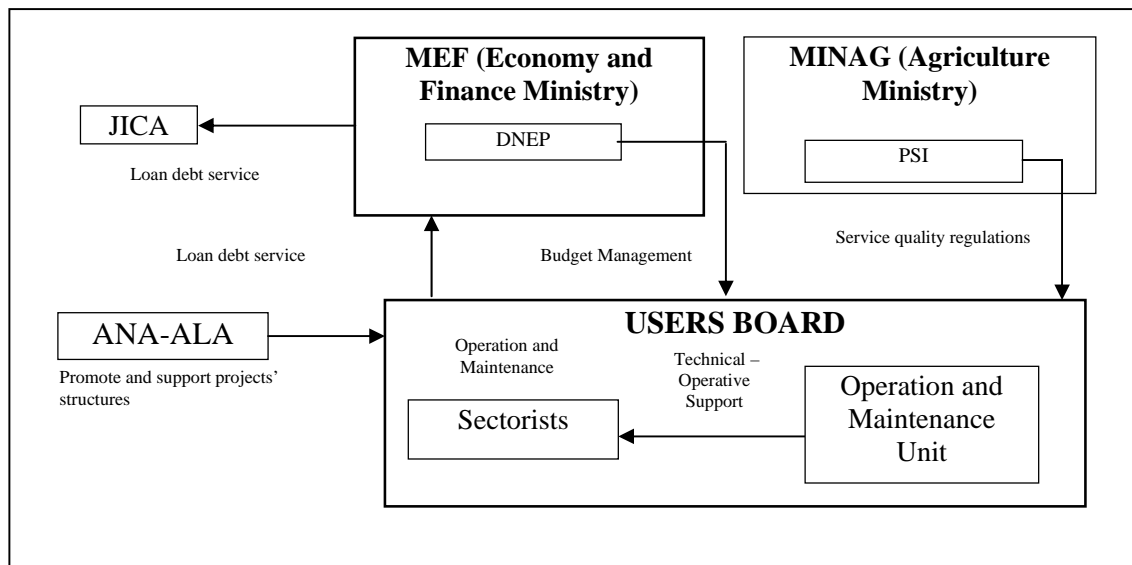 MEF (Economy and
Finance Ministry)
DNEP
MINAG (Agriculture
Ministry)
PSI
JICA
Loan debt service
Loan debt service
Budget Management
Service quality regulations
ANA-ALA
Promote and support projects’
structures
USERS BOARD
Operation and
Maintenance
Technical –
Operative
Support
Sectorists
Operation and
Maintenance
Unit